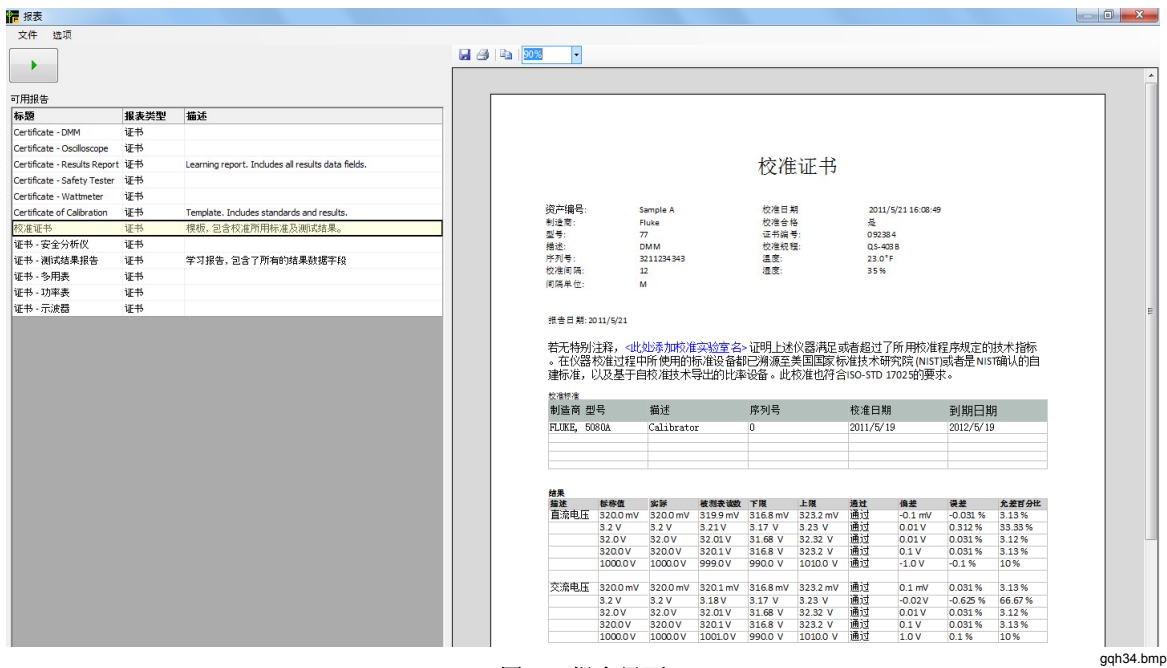 报表
文件 选项
90%
可用报告
标题 报表类型 描述
Certificate - DMM 证书
Certificate - Oscilloscope 证书
Certificate - Results Report 证书 Learning report. Includes all results data fields.
Certificate - Safety Tester 证书
Certificate - Wattmeter 证书
Certificate of Calibration 证书 Template. Includes standards and results.
校准证书 证书 模板, 包含校准所用标准及测试结果。
证书 - 安全分析仪 证书
证书 - 测试结果报告 证书 学习报告, 包含了所有的结果数据字段
证书 - 多用表 证书
证书 - 功率表 证书
证书 - 示波器 证书
校准证书
资产编号: Sample A 校准日期 2011/5/21 16:08:49
制造商: Fluke 校准合格 是
型号: 77 证书编号: 092384
描述: DMM 校准规程: QS-403B
序列号: 3211234343 温度: 23.0°F
校准间隔: 12 湿度: 35%
间隔单位: M
报告日期: 2011/5/21
若无特别注释，<此处添加校准实验室名> 证明上述仪器满足或者超过了所用校准程序规定的技术指标
。在仪器校准过程中所使用的标准设备都已溯源至美国国家标准技术研究院 (NIST)或者是 NIST确认的自
建标准，以及基于自校准技术导出的比率设备。此校准也符合ISO-STD 17025的要求。
校准标准
制造商 型号 描述 序列号 校准日期 到期日期
FLUKE, 5080A Calibrator 0 2011/5/19 2012/5/19
结果
描述 标称值 实际 被测表读数 下限 上限 通过 偏差 误差 允差百分比
直流电压 320.0 mV 320.0 mV 319.9 mV 316.8 mV 323.2 mV 通过 -0.1 mV -0.031 % 3.13 %
3.2 V 3.2 V 3.21 V 3.17 V 3.23 V 通过 0.01 V 0.312 % 33.33 %
32.0 V 32.0 V 32.01 V 31.68 V 32.32 V 通过 0.01 V 0.031 % 3.12 %
320.0 V 320.0 V 320.1 V 316.8 V 323.2 V 通过 0.1 V 0.031 % 3.13 %
1000.0 V 1000.0 V 999.0 V 990.0 V 1010.0 V 通过 -1.0 V -0.1 % 10 %
交流电压 320.0 mV 320.0 mV 320.1 mV 316.8 mV 323.2 mV 通过 0.1 mV 0.031 % 3.13 %
3.2 V 3.2 V 3.18 V 3.17 V 3.23 V 通过 -0.02 V -0.625 % 66.67 %
32.0 V 32.0 V 32.01 V 31.68 V 32.32 V 通过 0.01 V 0.031 % 3.12 %
320.0 V 320.0 V 320.1 V 316.8 V 323.2 V 通过 0.1 V 0.031 % 3.13 %
1000.0 V 1000.0 V 1001.0 V 990.0 V 1010.0 V 通过 1.0 V 0.1 % 10 %
gqh34.bmp